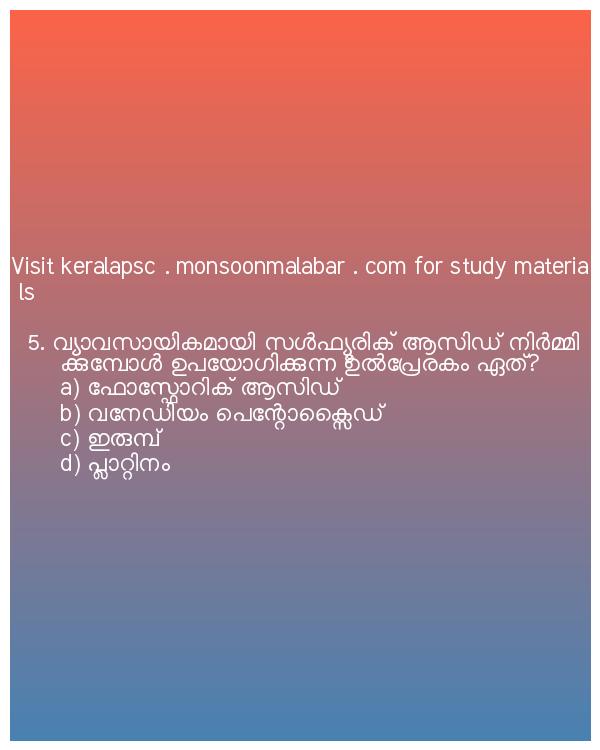 Visit keralapsc . monsoonmalabar . com for study materia
ls
5. വ്യാവസായികമായി സൾഫ്യൂരിക് ആസിഡ് നിർമ്മി
ക്കുമ്പോൾ ഉപയോഗിക്കുന്ന ഉൽപ്രേരകം ഏത്?
a) ഫോസ്ഫോറിക് ആസിഡ്
b) വനേഡിയം പെന്റോക്സൈഡ്
c) ഇരുമ്പ്
d) പ്ലാറ്റിനം